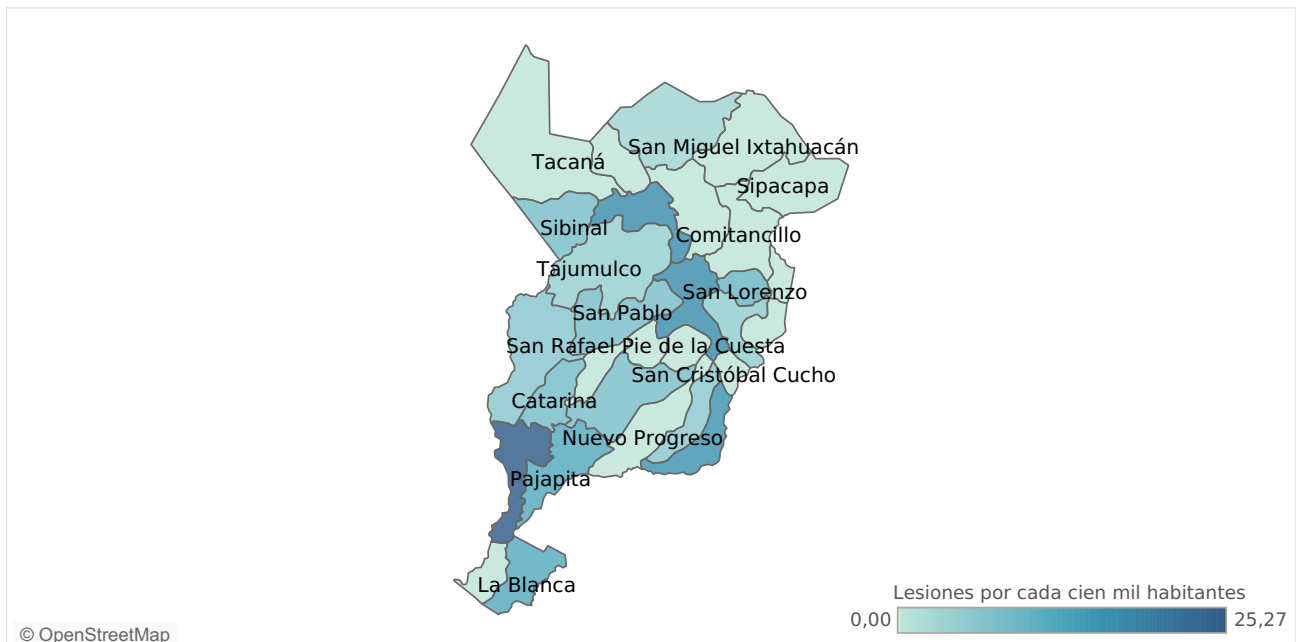 San Miguel Ixtahuacán
Tacaná
Sipacapa
Sibinal
Comitancillo
Tajumulco
San Lorenzo
San Pablo
San Rafael Pie de la Cuesta
San Cristóbal Cucho
Catarina
Nuevo Progreso
Pajapita
La Blanca
Lesiones por cada cien mil habitantes
0,00 25,27
© OpenStreetMap